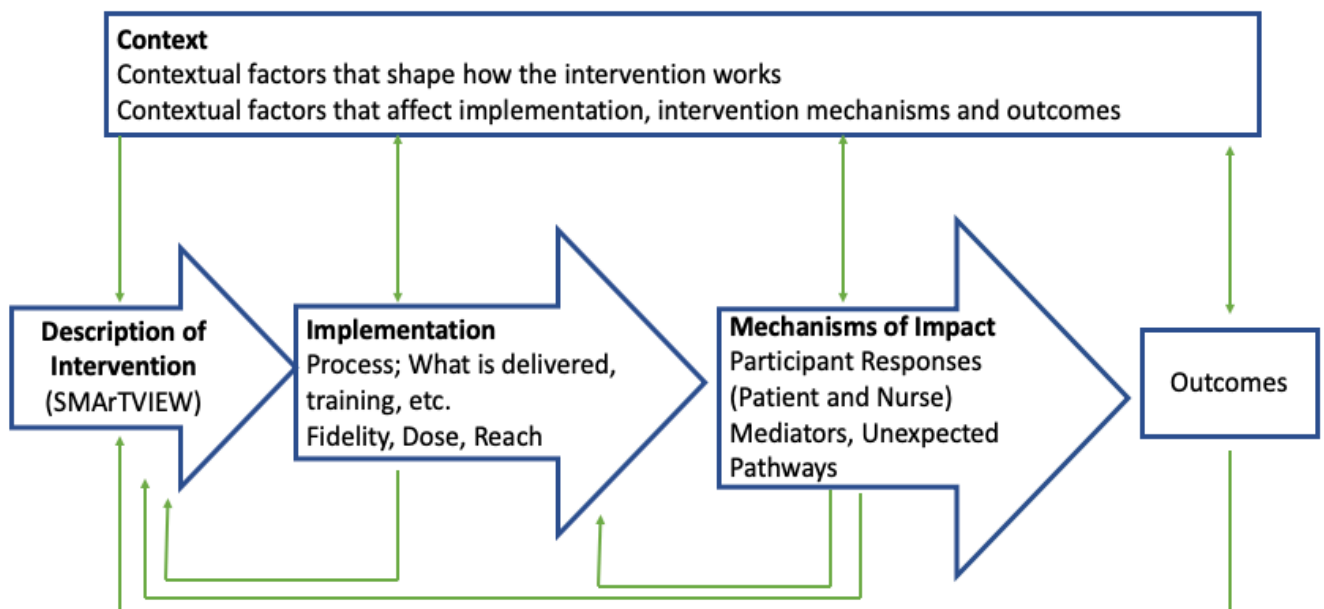 Context
Contextual factors that shape how the intervention works
Contextual factors that affect implementation, intervention mechanisms and outcomes
Description of
Intervention
(SMArTVIEW)
Implementation
Process; What is delivered,
training, etc.
Fidelity, Dose, Reach
Mechanisms of Impact
Participant Responses
(Patient and Nurse)
Mediators, Unexpected
Pathways
Outcomes